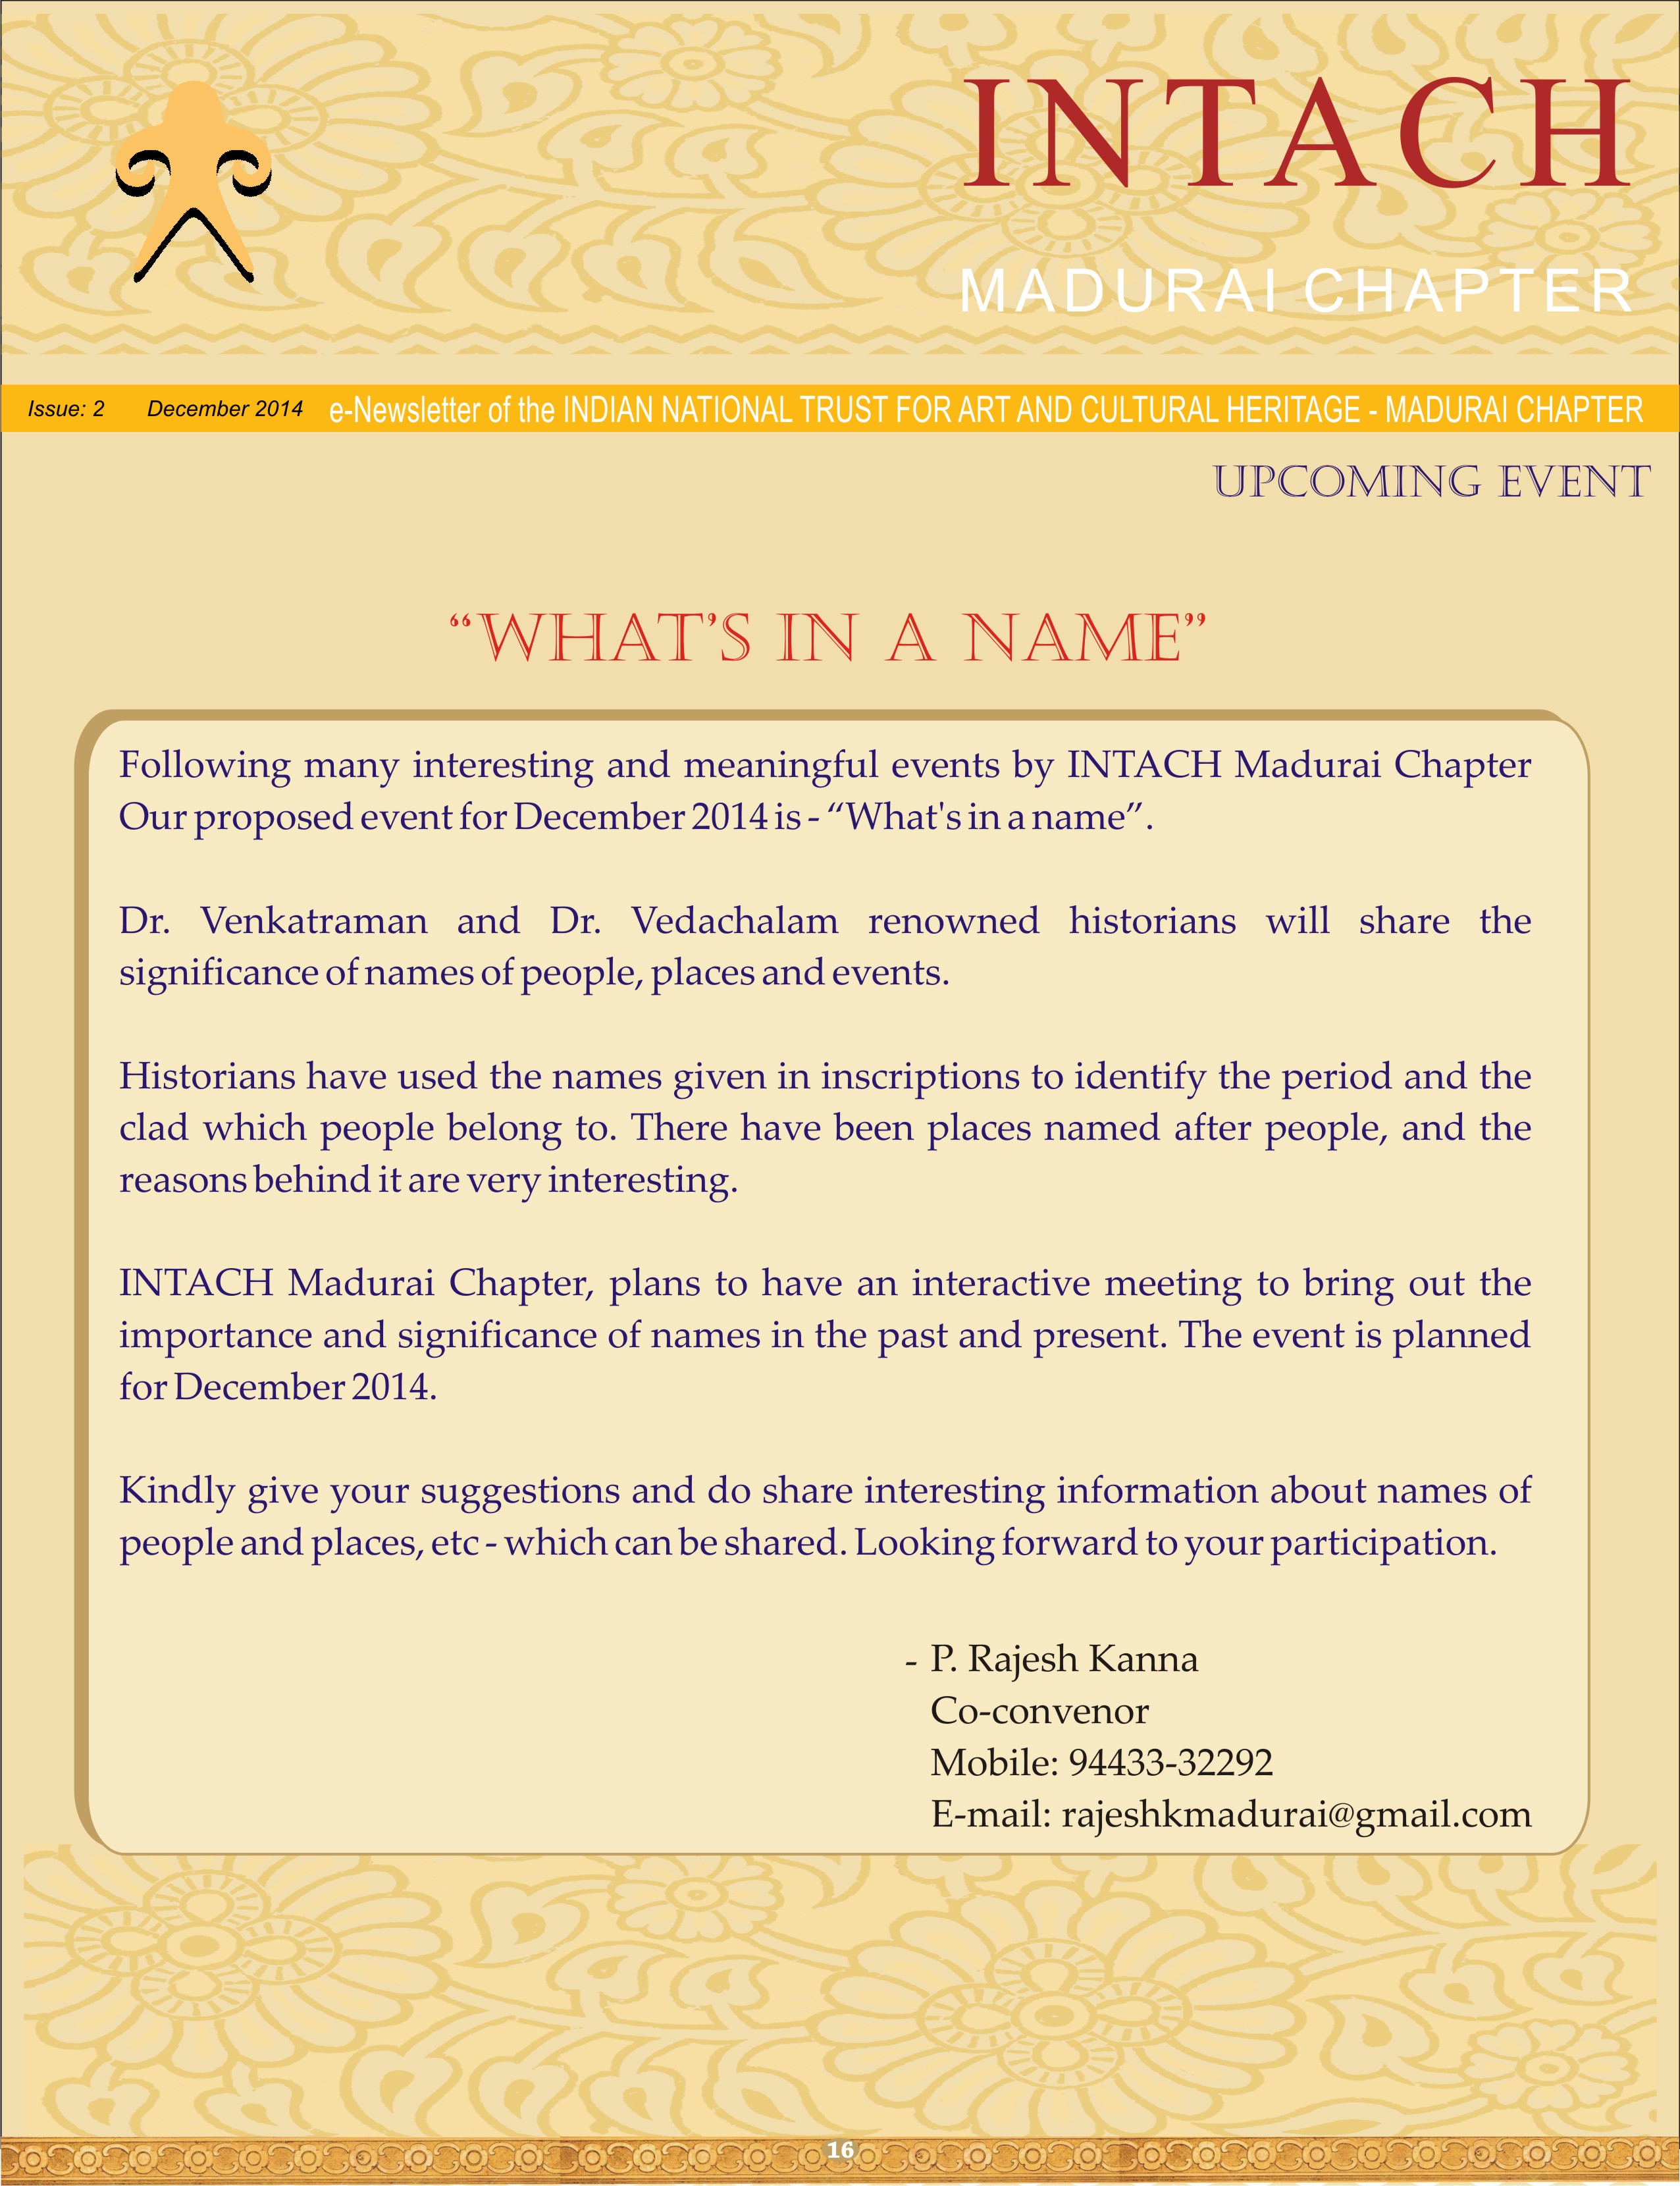 INTACH
MADURAI CHAPTER
Issue: 2 December 2014 e-Newsletter of the INDIAN NATIONAL TRUST FOR ART AND CULTURAL HERITAGE - MADURAI CHAPTER
UPCOMING EVENT
“WHAT’S IN A NAME”
Following many interesting and meaningful events by INTACH Madurai Chapter
Our proposed event for December 2014 is - “What's in a name”.
Dr. Venkatraman and Dr. Vedachalam renowned historians will share the
significance of names of people, places and events.
Historians have used the names given in inscriptions to identify the period and the
clad which people belong to. There have been places named after people, and the
reasons behind it are very interesting.
INTACH Madurai Chapter, plans to have an interactive meeting to bring out the
importance and significance of names in the past and present. The event is planned
for December 2014.
Kindly give your suggestions and do share interesting information about names of
people and places, etc - which can be shared. Looking forward to your participation.
- P. Rajesh Kanna
Co-convenor
Mobile: 94433-32292
E-mail: rajeshkmadurai@gmail.com
16